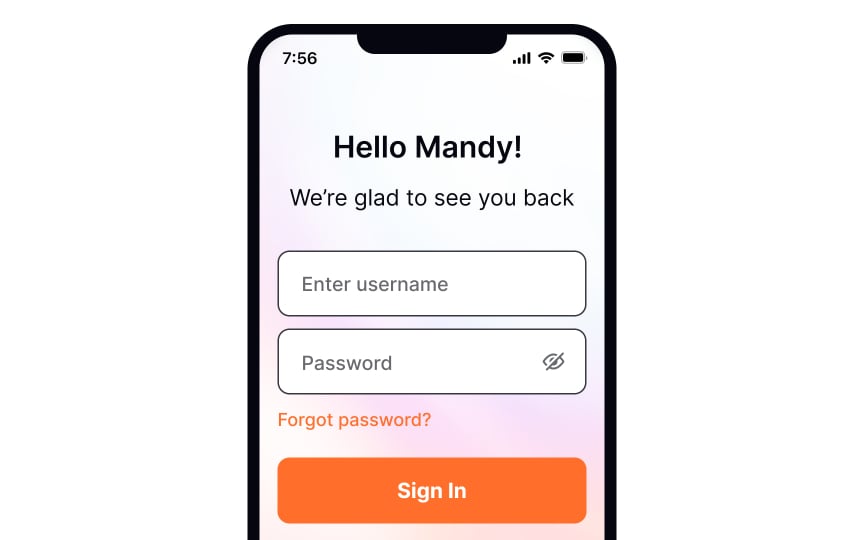 7:56
Hello Mandy!
We’re glad to see you back
Enter username
Password
Forgot password?
Sign In